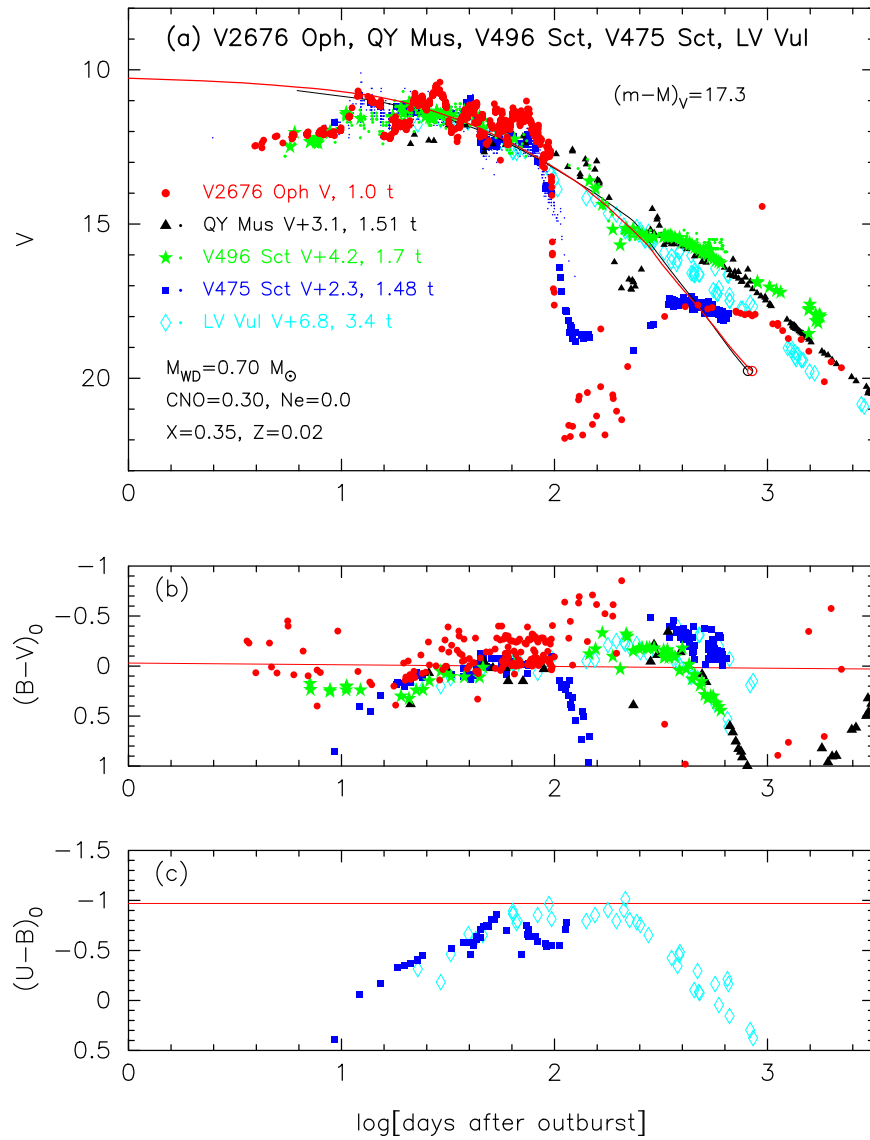 (a) V2676 Oph, QY Mus, V496 Sct, V475 Sct, LV Vul
(m−M)V=17.3
10
15
20
V
V2676 Oph V, 1.0 t
QY Mus V+3.1, 1.51 t
V496 Sct V+4.2, 1.7 t
V475 Sct V+2.3, 1.48 t
LV Vul V+6.8, 3.4 t
MWD=0.70 M⊙
CNO=0.30, Ne=0.0
X=0.35, Z=0.02
0 1 2 3
(b)
−1
−0.5
0
0.5
1
(B−V)0
0 1 2 3
(c)
−1.5
−1
−0.5
0
0.5
(U−B)0
0 1 2 3
log[days after outburst]